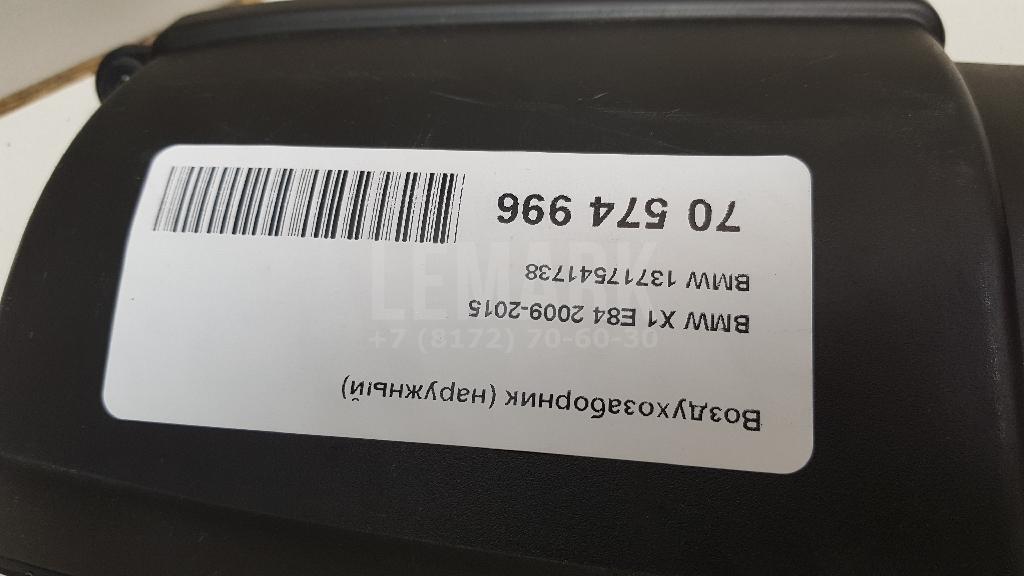 Воздухозаборник (наружный)
BMW X1 E84 2009-2015
BMW 13717541738
70 574 996
LEMARK
+7 (8172) 70-60-30